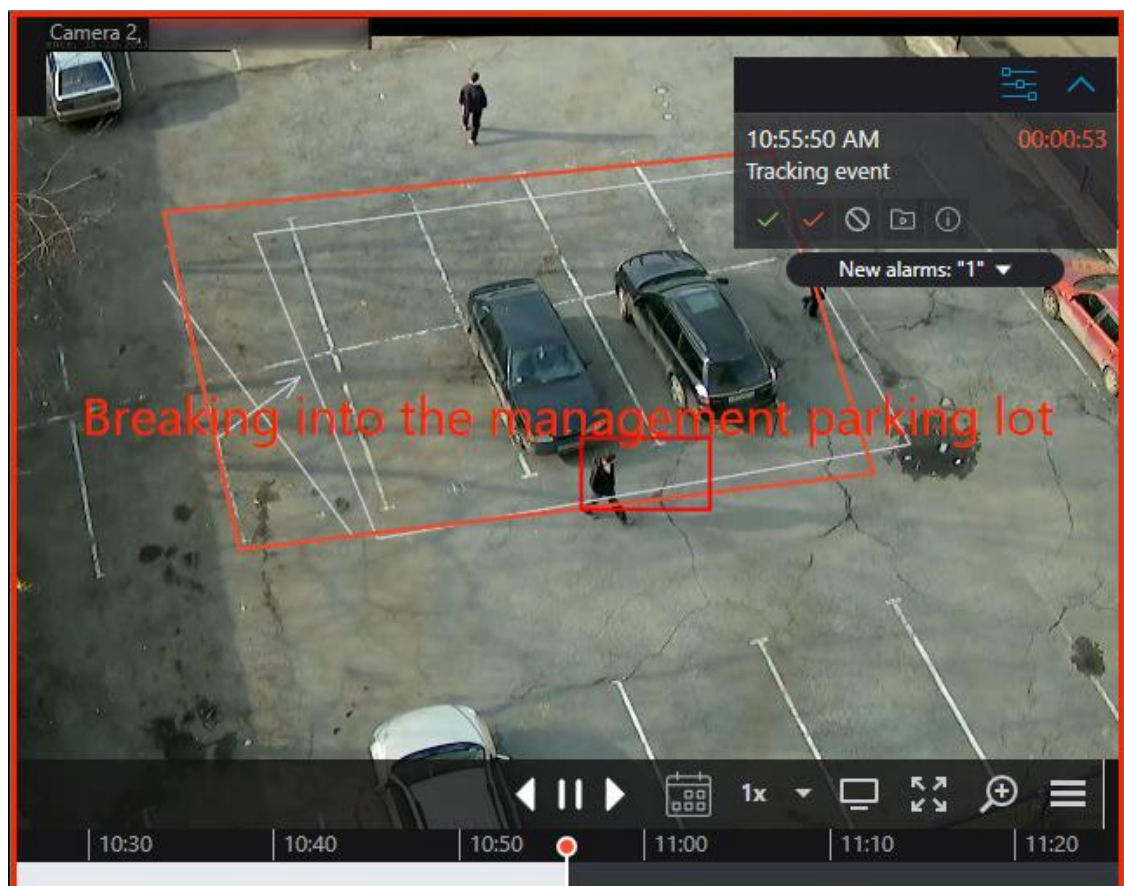 Camera 2,
10:55:50 AM 00:00:53
Tracking event
New alarms: "1"
Breaking into the management parking lot
1x
10:30 10:40 10:50 11:00 11:10 11:20